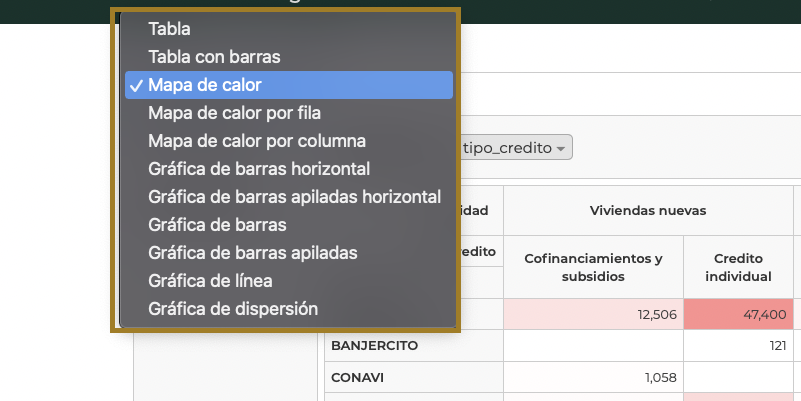 Tabla
Tabla con barras
✓ Mapa de calor
Mapa de calor por fila
Mapa de calor por columna
Gráfica de barras horizontal
Gráfica de barras apiladas horizontal
Gráfica de barras
Gráfica de barras apiladas
Gráfica de línea
Gráfica de dispersión
tipo_credito
Viviendas nuevas
Cofinanciamientos y
subsidios
Credito
individual
12,506 47,400
BANJERCITO 121
CONAVI 1,058